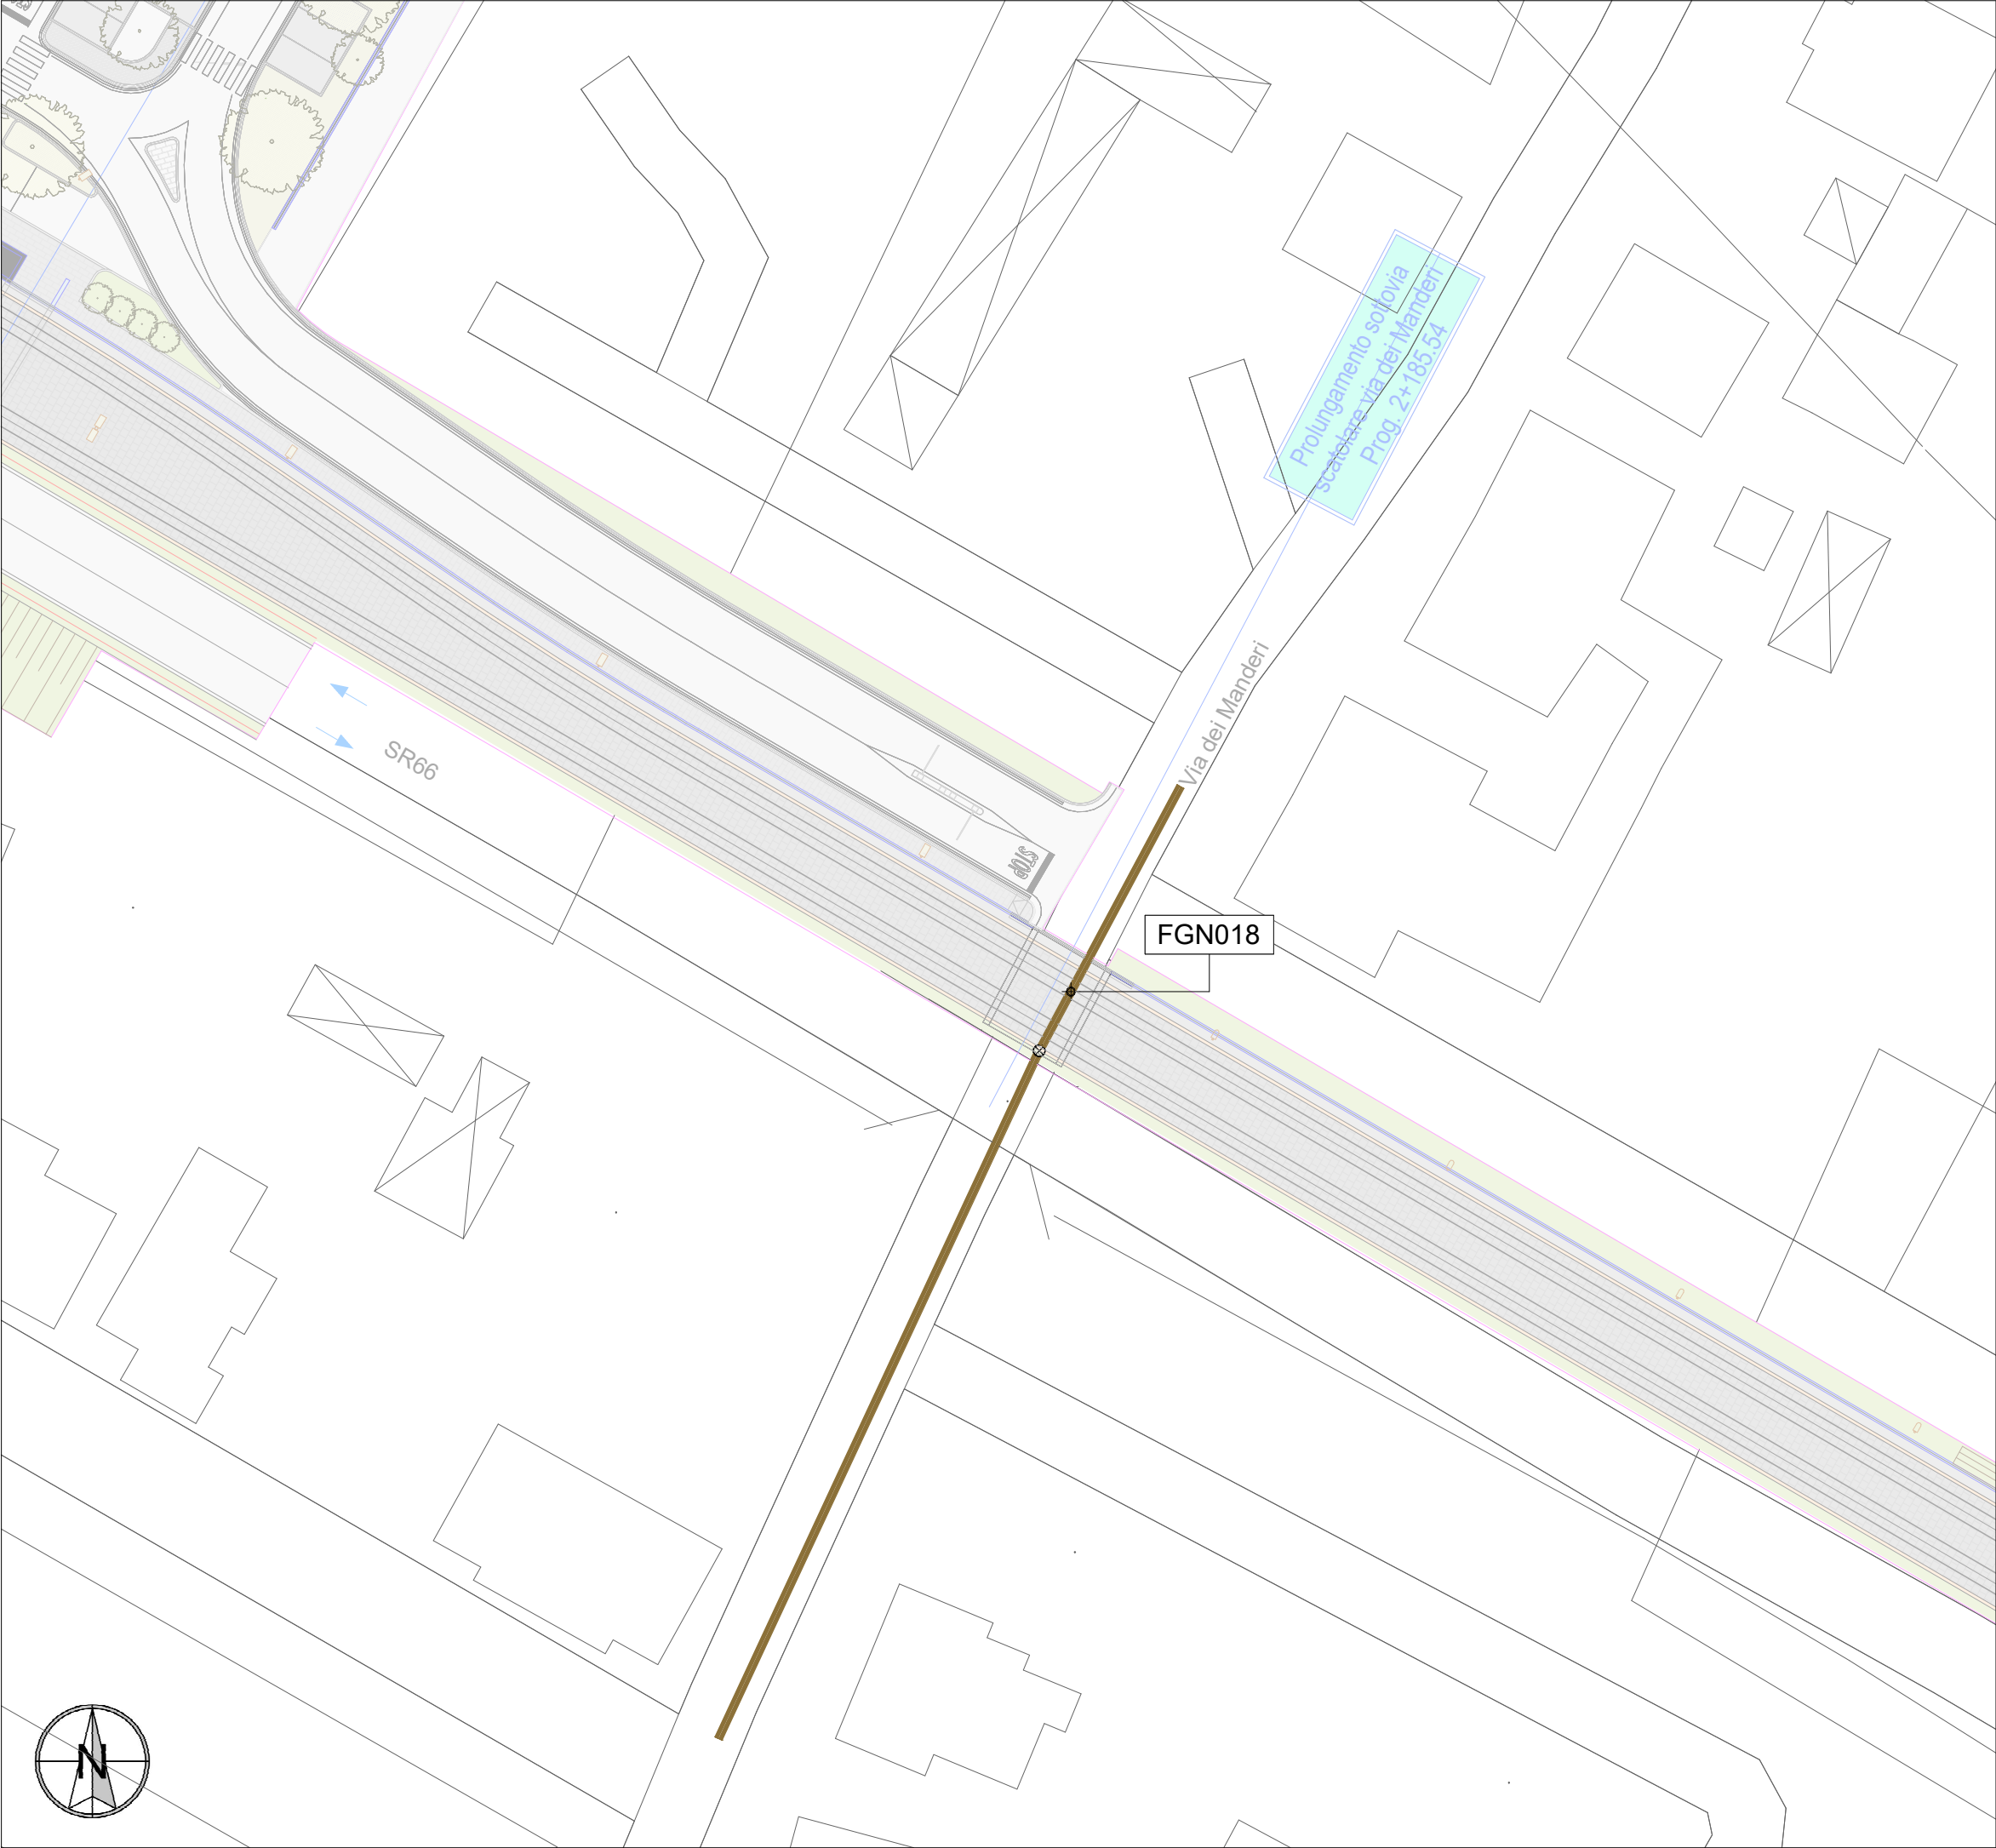 Prolungamento sottovia
scatolare via dei Manderi
Prog. 2+185.54
Via dei Manderi
SR66
STOP
FGN018
N